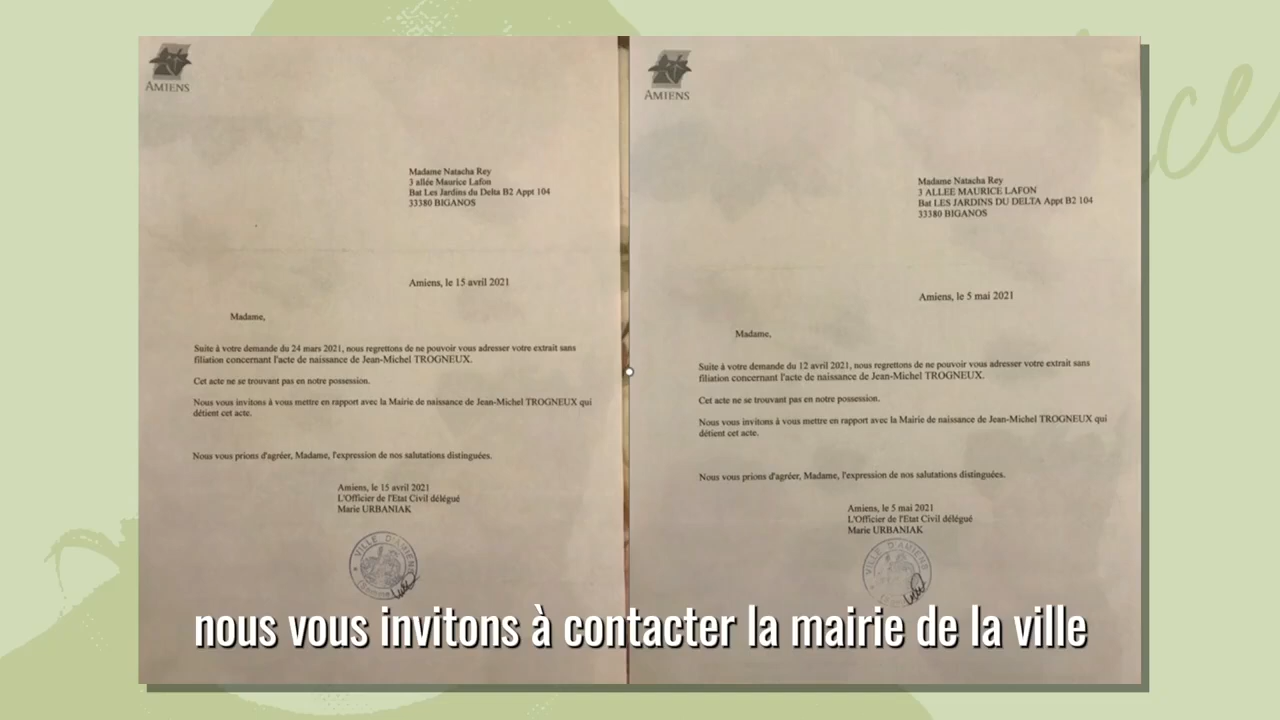 AMIENS
Madame Natacha Rey
3 allée Maurice Lafon
Bat Les Jardins du Delta B2 Appt 104
33380 BIGANOS
Amiens, le 15 avril 2021
Madame,
Suite à votre demande du 24 mars 2021, nous regrettons de ne pouvoir vous adresser votre extrait sans
filiation concernant l'acte de naissance de Jean-Michel TROGNEUX.
Cet acte ne se trouvant pas en notre possession.
Nous vous invitons à vous mettre en rapport avec la Mairie de naissance de Jean-Michel TROGNEUX qui
détient cet acte.
Nous vous prions d'agréer, Madame, l'expression de nos salutations distinguées.
Amiens, le 15 avril 2021
L'Officier de l'Etat Civil délégué
Marie URBANIAK
VILLE D'AMIENS
AMIENS
Madame Natacha Rey
3 ALLEE MAURICE LAFON
Bat LES JARDINS DU DELTA Appt B2 104
33380 BIGANOS
Amiens, le 5 mai 2021
Madame,
Suite à votre demande du 12 avril 2021, nous regrettons de ne pouvoir vous adresser votre extrait sans
filiation concernant l'acte de naissance de Jean-Michel TROGNEUX.
Cet acte ne se trouvant pas en notre possession.
Nous vous invitons à vous mettre en rapport avec la Mairie de naissance de Jean-Michel TROGNEUX qui
détient cet acte.
Nous vous prions d'agréer, Madame, l'expression de nos salutations distinguées.
Amiens, le 5 mai 2021
L'Officier de l'Etat Civil délégué
Marie URBANIAK
VILLE D'AMIENS
nous vous invitons à contacter la mairie de la ville